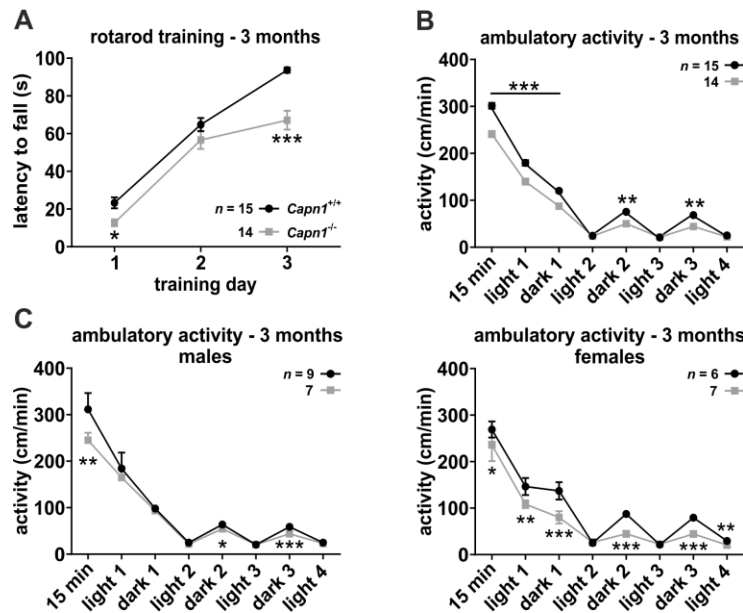 A
rotarod training - 3 months
latency to fall (s)
100
80
60
40
20
0
*
***
n = 15 Capn1+/+
14 Capn1-/-
1 2 3
training day
B
ambulatory activity - 3 months
activity (cm/min)
400
300
200
100
0
n = 15
14
***
** **
15 min light 1 dark 1 light 2 dark 2 light 3 dark 3 light 4
C
ambulatory activity - 3 months
males
activity (cm/min)
400
300
200
100
0
n = 9
7
**
* ***
15 min light 1 dark 1 light 2 dark 2 light 3 dark 3 light 4
ambulatory activity - 3 months
females
activity (cm/min)
400
300
200
100
0
n = 6
7
* ** *** *** *** **
15 min light 1 dark 1 light 2 dark 2 light 3 dark 3 light 4